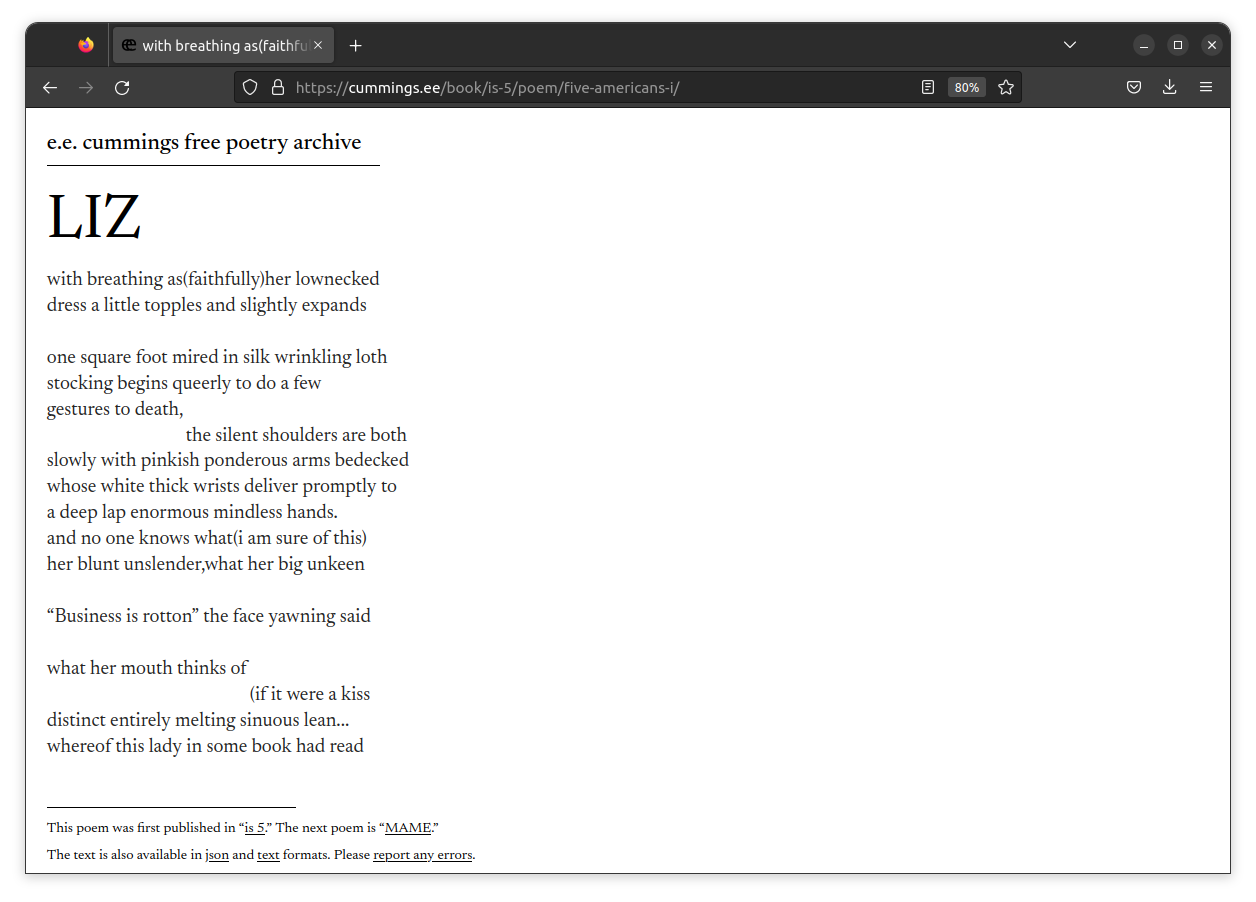 with breathing as(faithfu
https://cummings.ee/book/is-5/poem/five-americans-i/
80%
e.e. cummings free poetry archive
LIZ
with breathing as(faithfully)her lownecked
dress a little topples and slightly expands
one square foot mired in silk wrinkling loth
stocking begins queerly to do a few
gestures to death,
the silent shoulders are both
slowly with pinkish ponderous arms bedecked
whose white thick wrists deliver promptly to
a deep lap enormous mindless hands.
and no one knows what(i am sure of this)
her blunt unslender,what her big unkeen
“Business is rotton” the face yawning said
what her mouth thinks of
(if it were a kiss
distinct entirely melting sinuous lean...
whereof this lady in some book had read
This poem was first published in “is 5.” The next poem is “MAME.”
The text is also available in json and text formats. Please report any errors.